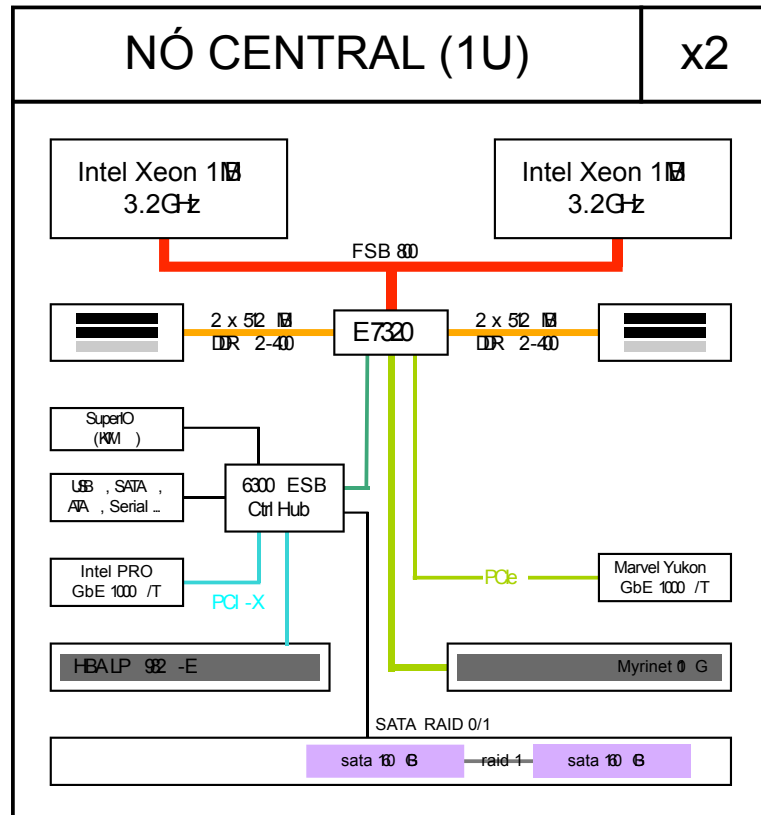 NÓ CENTRAL (1U)
x2
Intel Xeon 1MB
3.2GHz
Intel Xeon 1MB
3.2GHz
FSB 800
2 x 512 MB
DDR 2-400
E7320
2 x 512 MB
DDR 2-400
SuperIO
(KVM )
USB , SATA ,
ATA , Serial ...
6300 ESB
Ctrl Hub
Intel PRO
GbE 1000 /T
PCI -X
PCIe
Marvel Yukon
GbE 1000 /T
HBA LP 982 -E
Myrinet 10 G
SATA RAID 0/1
sata 160 GB
raid 1
sata 160 GB